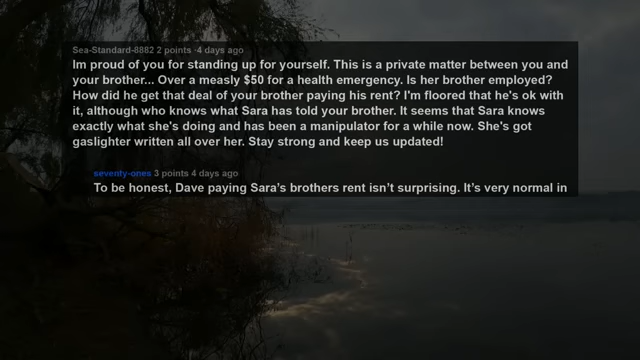 Sea-Standard-8882 2 points ·4 days ago
Im proud of you for standing up for yourself. This is a private matter between you and
your brother... Over a measly $50 for a health emergency. Is her brother employed?
How did he get that deal of your brother paying his rent? I'm floored that he's ok with
it, although who knows what Sara has told your brother. It seems that Sara knows
exactly what she's doing and has been a manipulator for a while now. She's got
gaslighter written all over her. Stay strong and keep us updated!
seventy-ones 3 points 4 days ago
To be honest, Dave paying Sara's brothers rent isn't surprising. It's very normal in